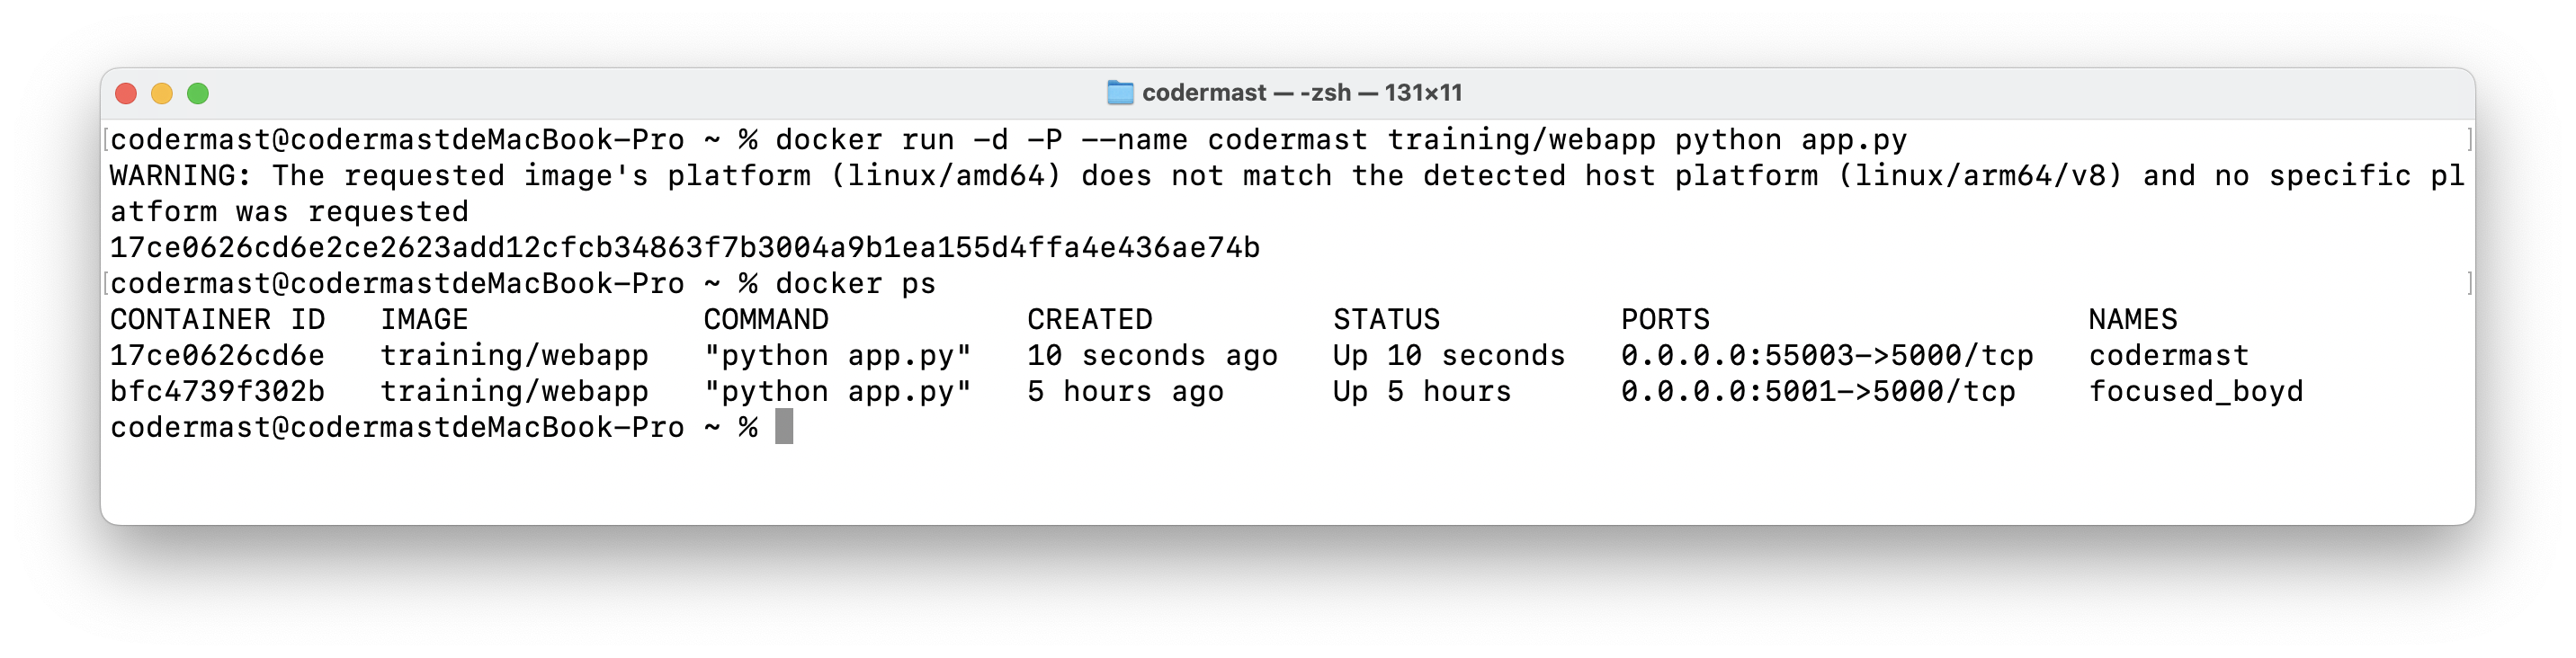 codermast — -zsh — 131×11
codermast@codermastdeMacBook-Pro ~ % docker run -d -P --name codermast training/webapp python app.py
WARNING: The requested image's platform (linux/amd64) does not match the detected host platform (linux/arm64/v8) and no specific pl
atform was requested
17ce0626cd6e2ce2623add12cfcb34863f7b3004a9b1ea155d4ffa4e436ae74b
codermast@codermastdeMacBook-Pro ~ % docker ps
CONTAINER ID   IMAGE             COMMAND           CREATED          STATUS          PORTS                     NAMES
17ce0626cd6e   training/webapp   "python app.py"   10 seconds ago   Up 10 seconds   0.0.0.0:55003->5000/tcp   codermast
bfc4739f302b   training/webapp   "python app.py"   5 hours ago      Up 5 hours      0.0.0.0:5001->5000/tcp    focused_boyd
codermast@codermastdeMacBook-Pro ~ %